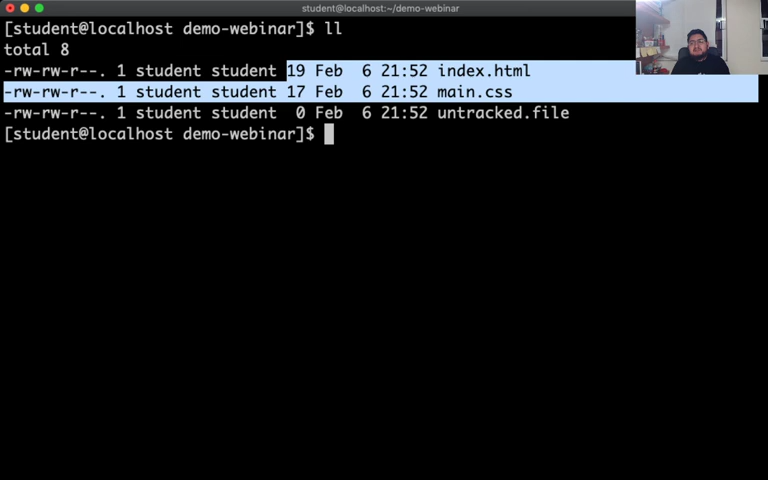 student@localhost:~/demo-webinar
[student@localhost demo-webinar]$ ll
total 8
-rw-rw-r--. 1 student student 19 Feb  6 21:52 index.html
-rw-rw-r--. 1 student student 17 Feb  6 21:52 main.css
-rw-rw-r--. 1 student student  0 Feb  6 21:52 untracked.file
[student@localhost demo-webinar]$